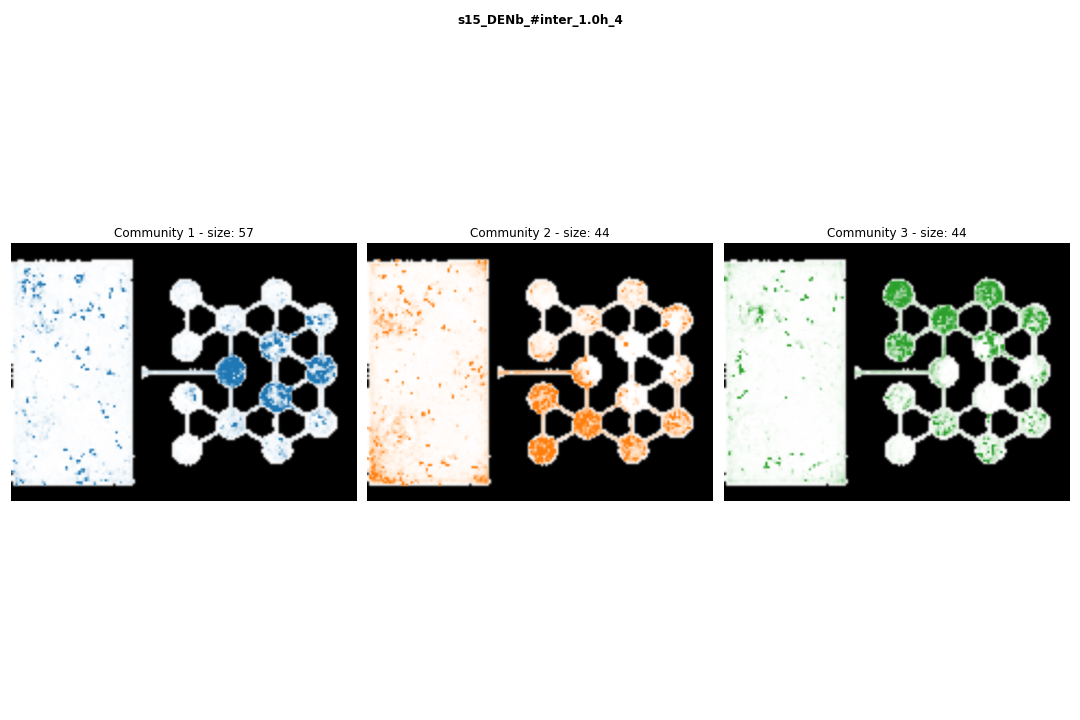 s15_DENb_#inter_1.0h_4
Community 1 - size: 57
Community 2 - size: 44
Community 3 - size: 44